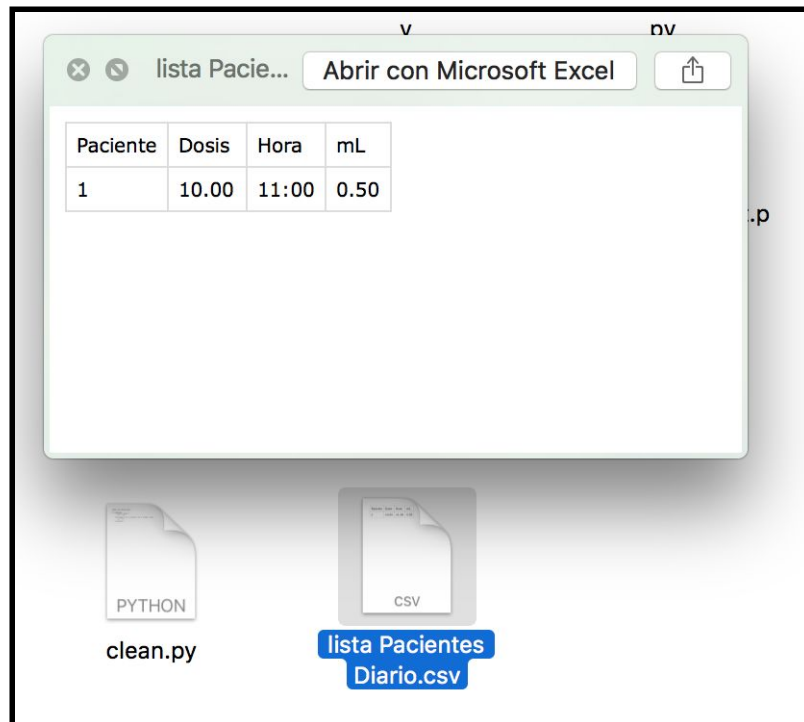 v
py
lista Pacie...
Abrir con Microsoft Excel
Paciente Dosis Hora mL
1 10.00 11:00 0.50
.p
PYTHON
CSV
clean.py
lista Pacientes
Diario.csv